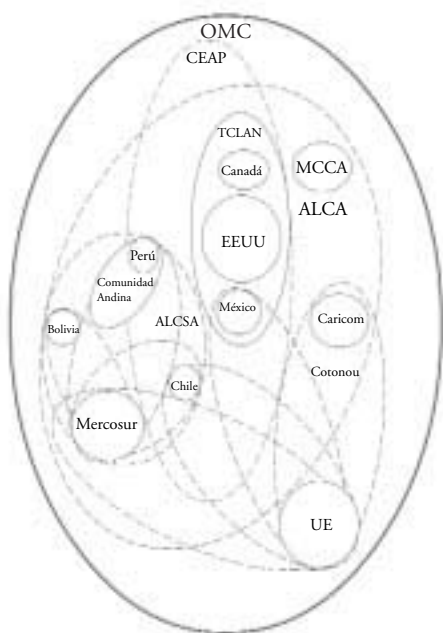 OMC
CEAP
TCLAN
Canadá
MCCA
ALCA
EEUU
Perú
Comunidad
Andina
México
Bolivia
ALCSA
Caricom
Chile
Cotonou
Mercosur
UE